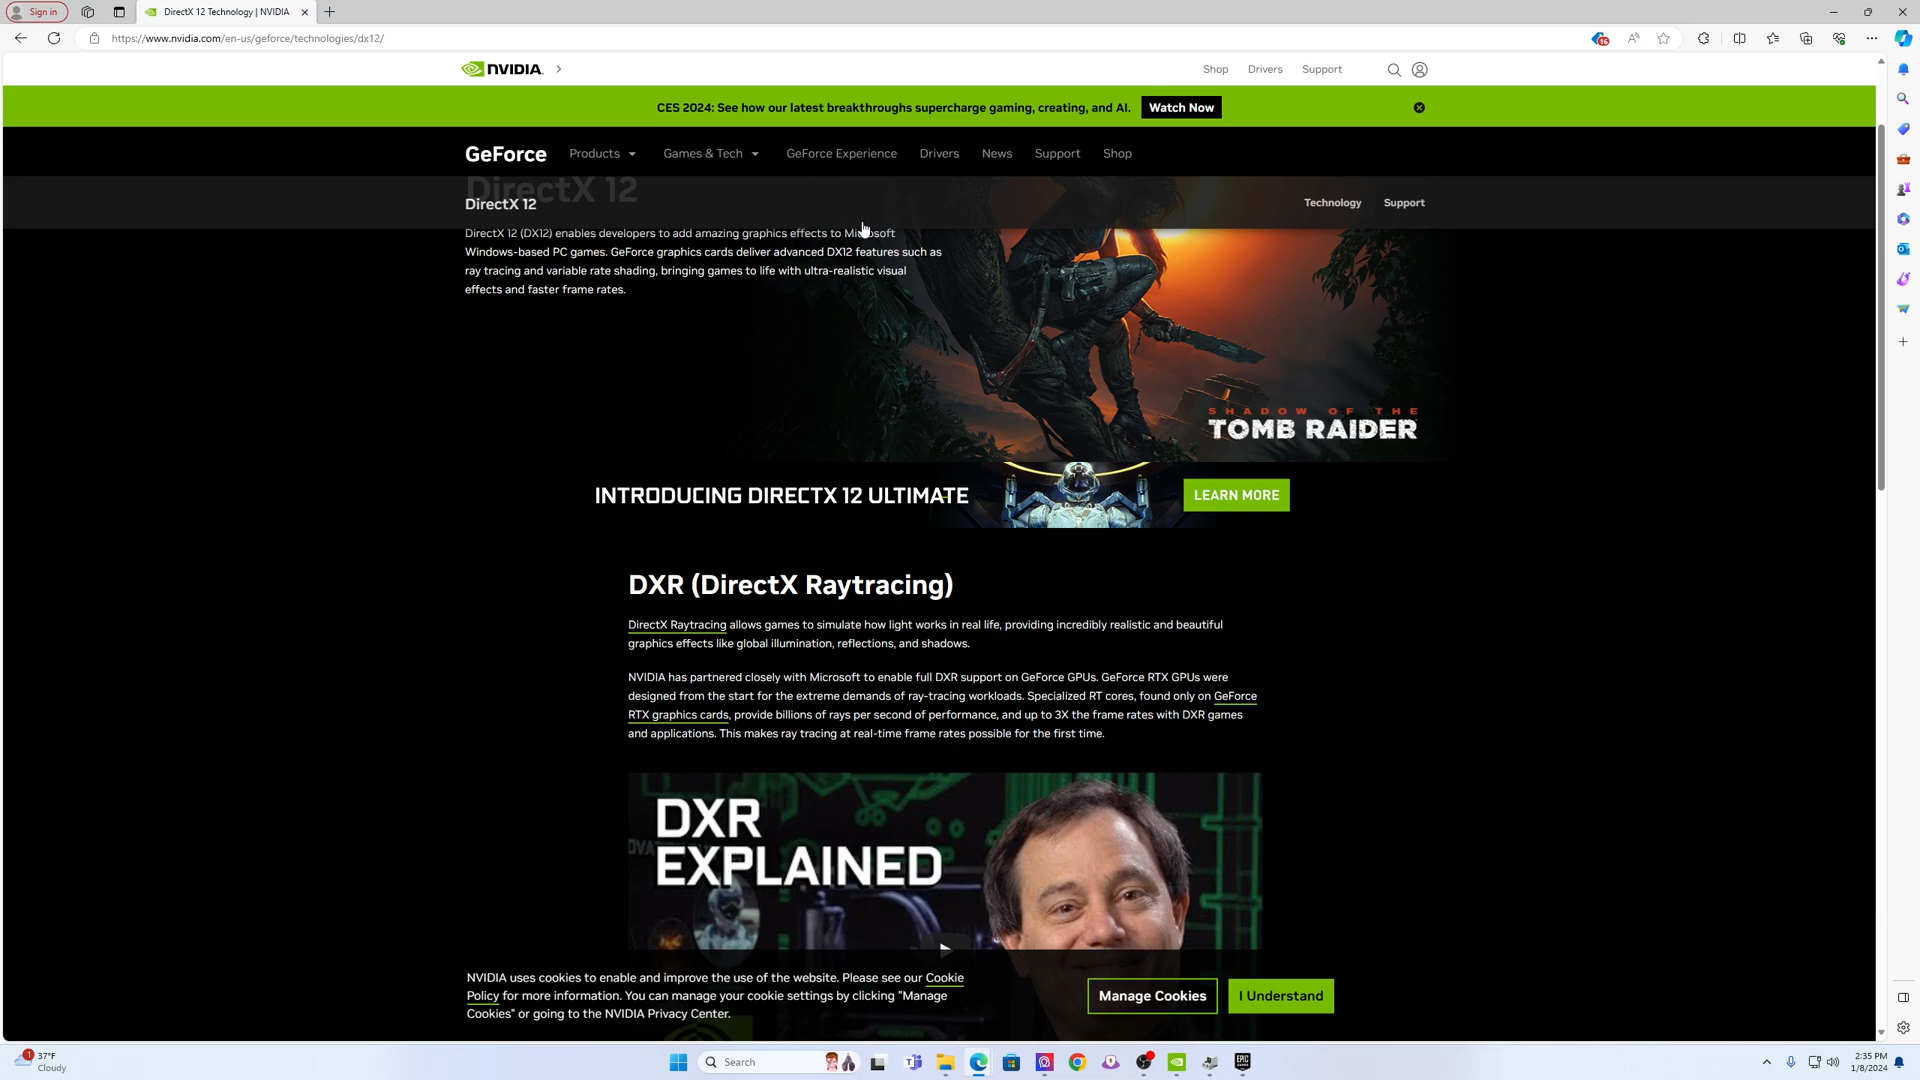 Sign in
DirectX 12 Technology | NVIDIA
https://www.nvidia.com/en-us/geforce/technologies/dx12/
16
NVIDIA.
Shop Drivers Support
CES 2024: See how our latest breakthroughs supercharge gaming, creating, and AI. Watch Now
GeForce Products Games & Tech GeForce Experience Drivers News Support Shop
DirectX 12
DirectX 12 Technology Support
DirectX 12 (DX12) enables developers to add amazing graphics effects to Microsoft
Windows-based PC games. GeForce graphics cards deliver advanced DX12 features such as
ray tracing and variable rate shading, bringing games to life with ultra-realistic visual
effects and faster frame rates.
SHADOW OF THE
TOMB RAIDER
INTRODUCING DIRECTX 12 ULTIMATE LEARN MORE
DXR (DirectX Raytracing)
DirectX Raytracing allows games to simulate how light works in real life, providing incredibly realistic and beautiful
graphics effects like global illumination, reflections, and shadows.
NVIDIA has partnered closely with Microsoft to enable full DXR support on GeForce GPUs. GeForce RTX GPUs were
designed from the start for the extreme demands of ray-tracing workloads. Specialized RT cores, found only on GeForce
RTX graphics cards, provide billions of rays per second of performance, and up to 3X the frame rates with DXR games
and applications. This makes ray tracing at real-time frame rates possible for the first time.
DXR
EXPLAINED
NVIDIA uses cookies to enable and improve the use of the website. Please see our Cookie
Policy for more information. You can manage your cookie settings by clicking "Manage
Cookies" or going to the NVIDIA Privacy Center.
Manage Cookies I Understand
1
37°F
Cloudy
Search
EPIC
2:35 PM
1/8/2024